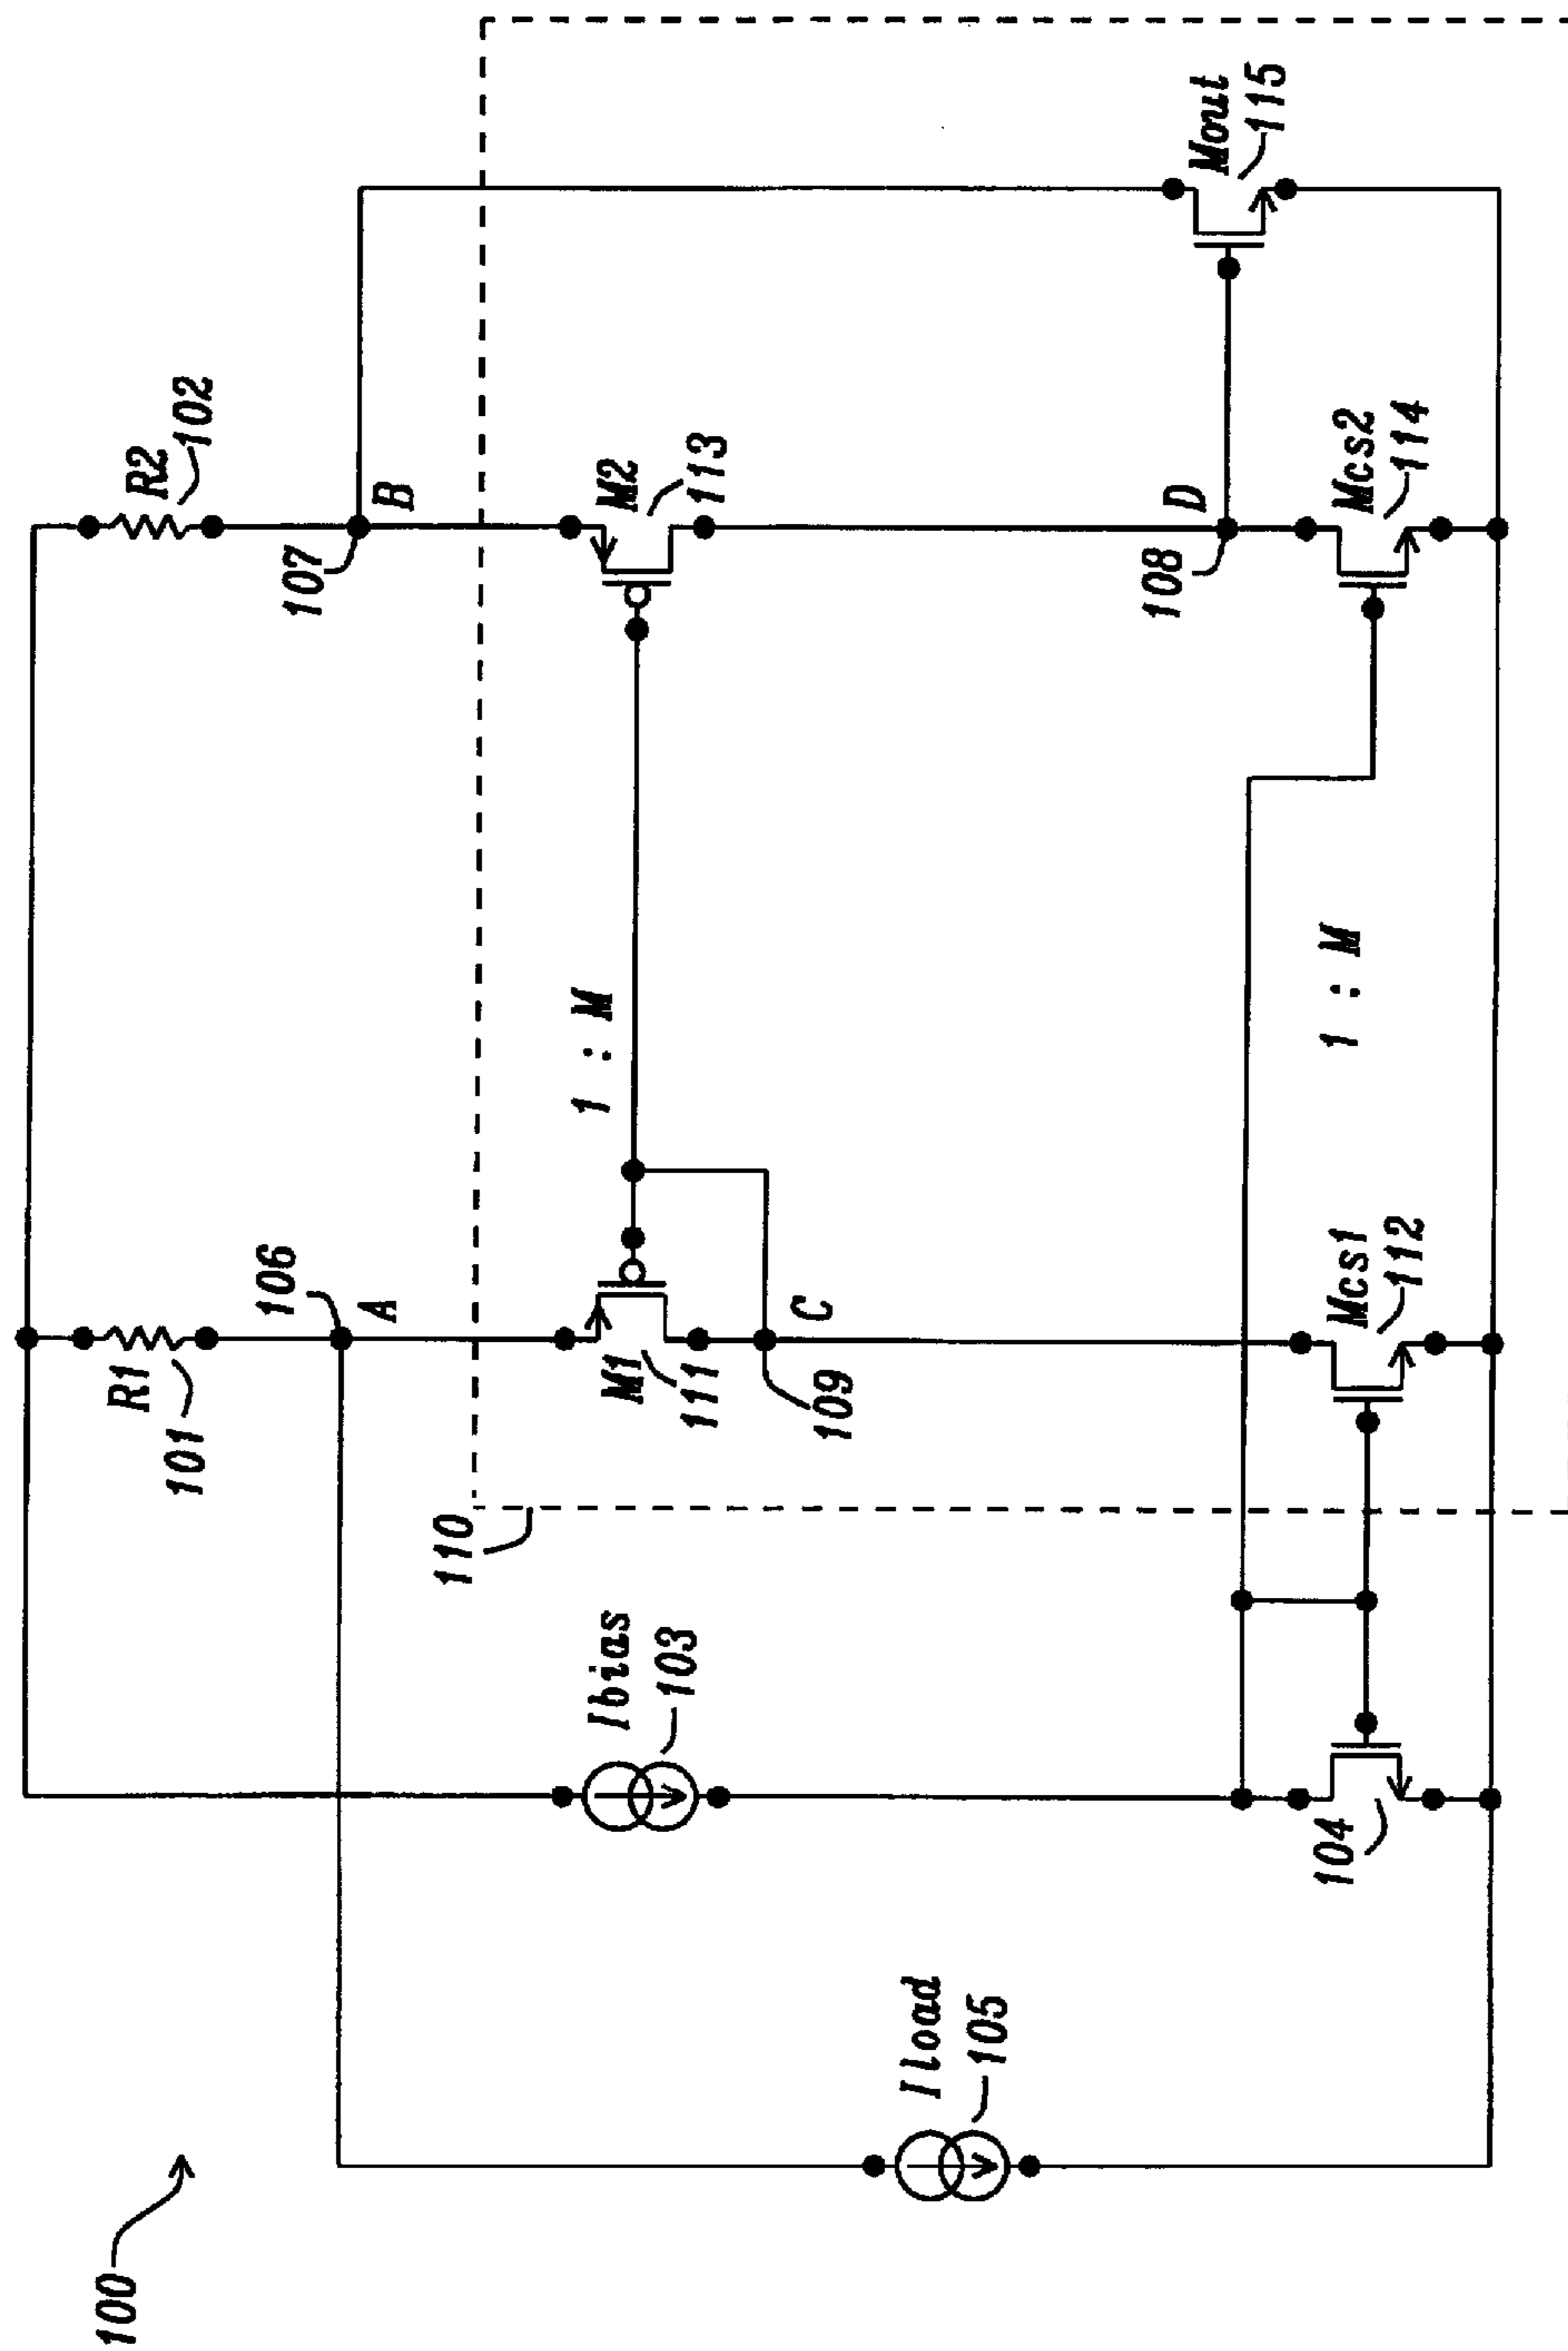 100
Iload
105
Ibias
103
104
110
R1
101
106
A
M1
111
C
109
Mcs1
112
1 : M
1 : M
R2
102
107
B
M2
113
D
108
Mcs2
114
Mout
115